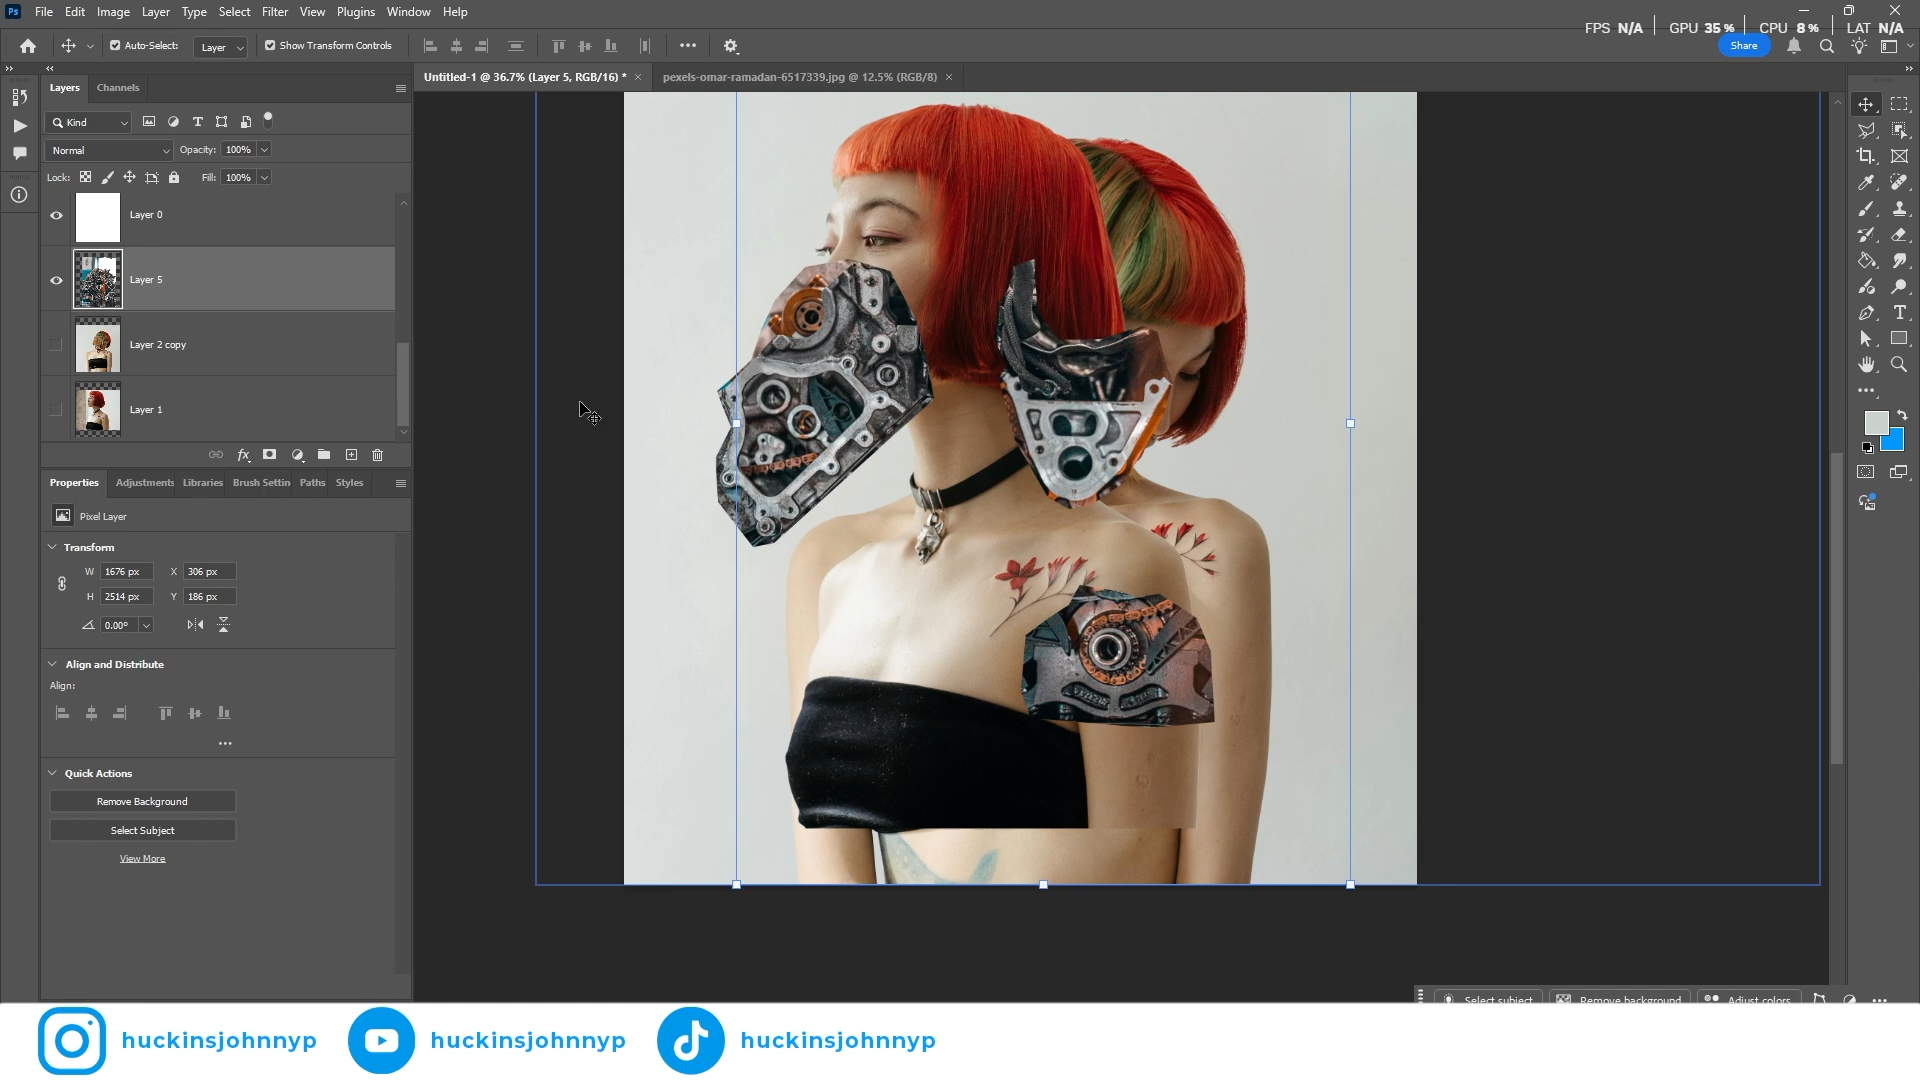 Ps File Edit Image Layer Type Select Filter View Plugins Window Help
FPS N/A GPU 35 % CPU 8 % LAT N/A
Auto-Select: Layer Show Transform Controls Share
Layers Channels
Untitled-1 @ 36.7% (Layer 5, RGB/16) * × pexels-omar-ramadan-6517339.jpg @ 12.5% (RGB/8) ×
Kind
Normal Opacity: 100%
Lock: Fill: 100%
Layer 0
Layer 5
Layer 2 copy
Layer 1
fx
Properties Adjustments Libraries Brush Settin Paths Styles
Pixel Layer
Transform
W 1676 px X 306 px
H 2514 px Y 186 px
0.00°
Align and Distribute
Align:
Quick Actions
Remove Background
Select Subject
View More
Select subject Remove background Adjust colors
huckinsjohnnyp huckinsjohnnyp huckinsjohnnyp